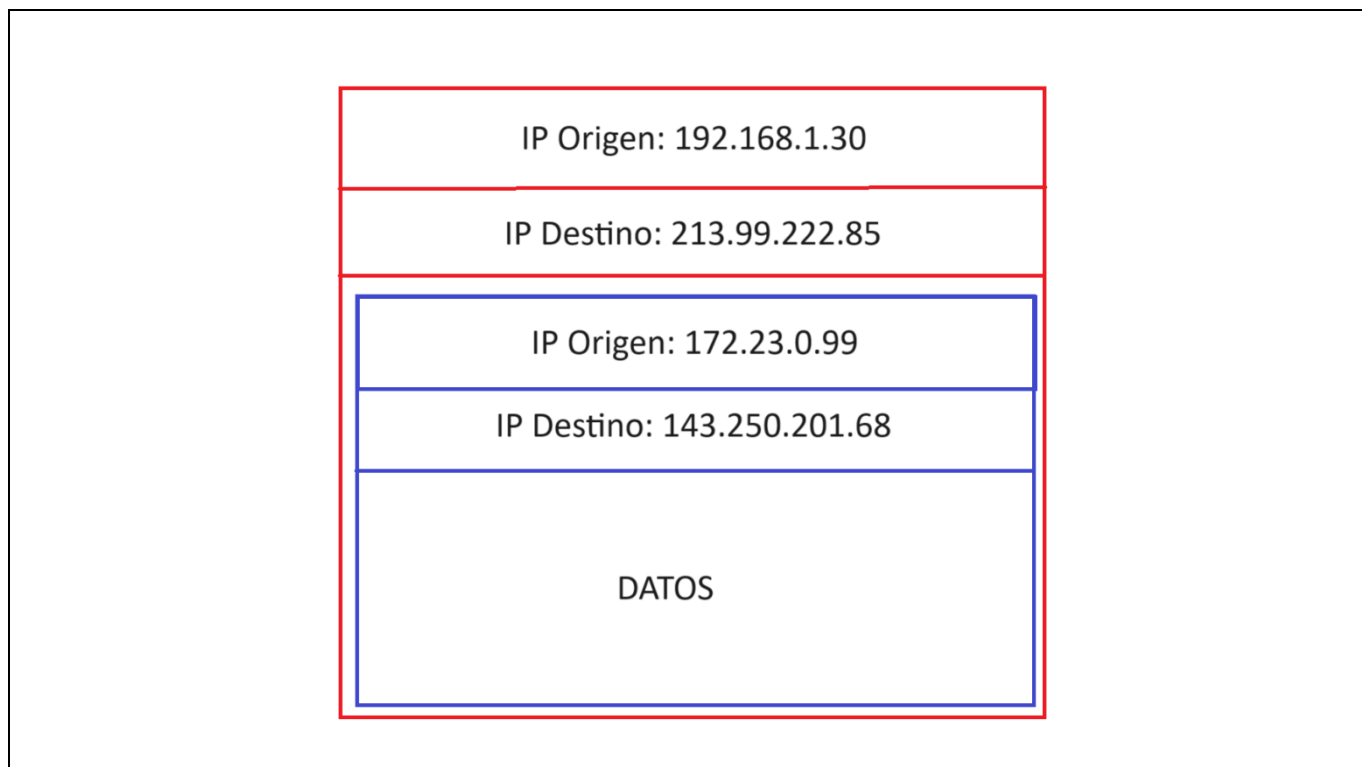 IP Origen: 192.168.1.30
IP Destino: 213.99.222.85
IP Origen: 172.23.0.99
IP Destino: 143.250.201.68
DATOS